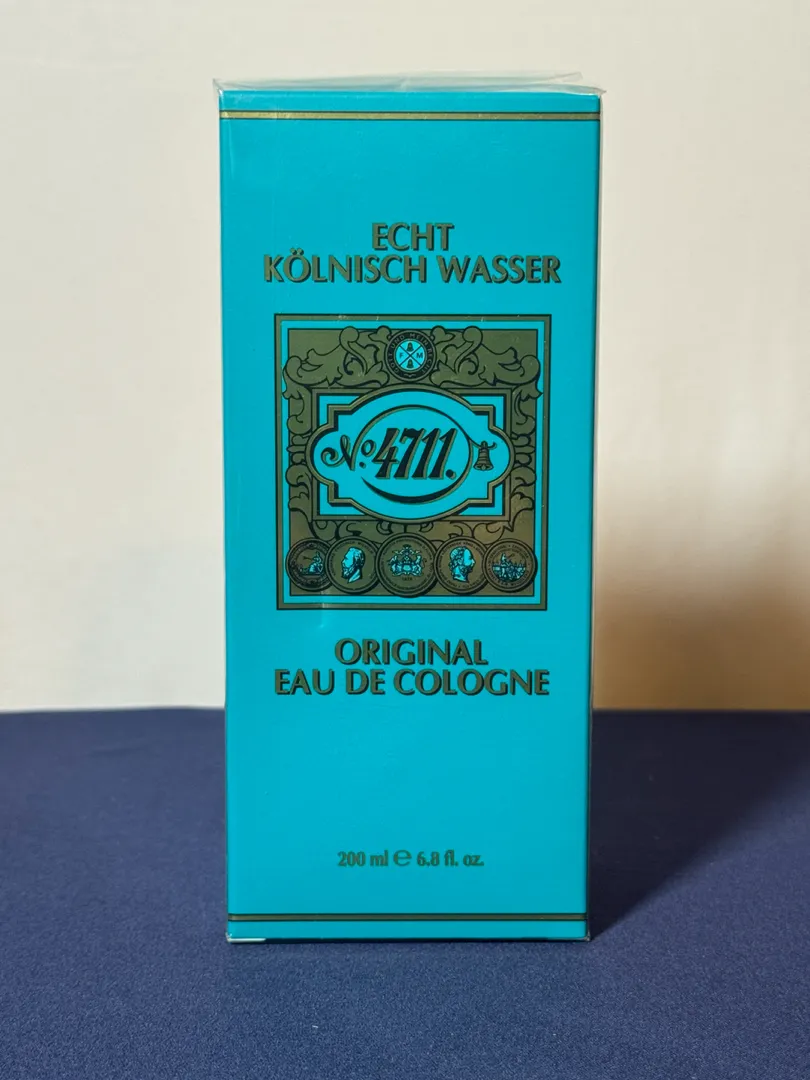 ECHT
KÖLNISCH WASSER
F M
№ 4711.
ORIGINAL
EAU DE COLOGNE
200 ml ℮ 6.8 fl. oz.